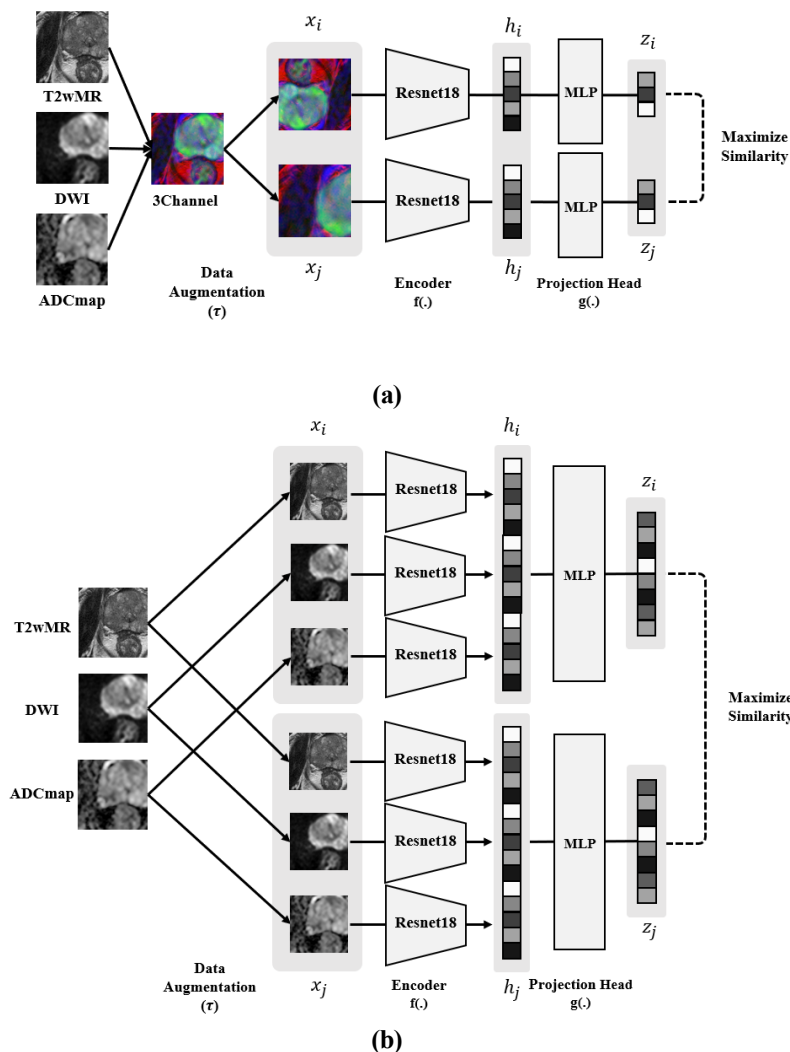 x_i
h_i
z_i
T2wMR
DWI
ADCmap
3Channel
Resnet18
MLP
Resnet18
MLP
Maximize
Similarity
x_j
h_j
z_j
Data
Augmentation
(τ)
Encoder
f(.)
Projection Head
g(.)
(a)
x_i
h_i
z_i
Resnet18
Resnet18
MLP
Resnet18
T2wMR
DWI
ADCmap
Maximize
Similarity
Resnet18
Resnet18
MLP
Resnet18
x_j
h_j
z_j
Data
Augmentation
(τ)
Encoder
f(.)
Projection Head
g(.)
(b)